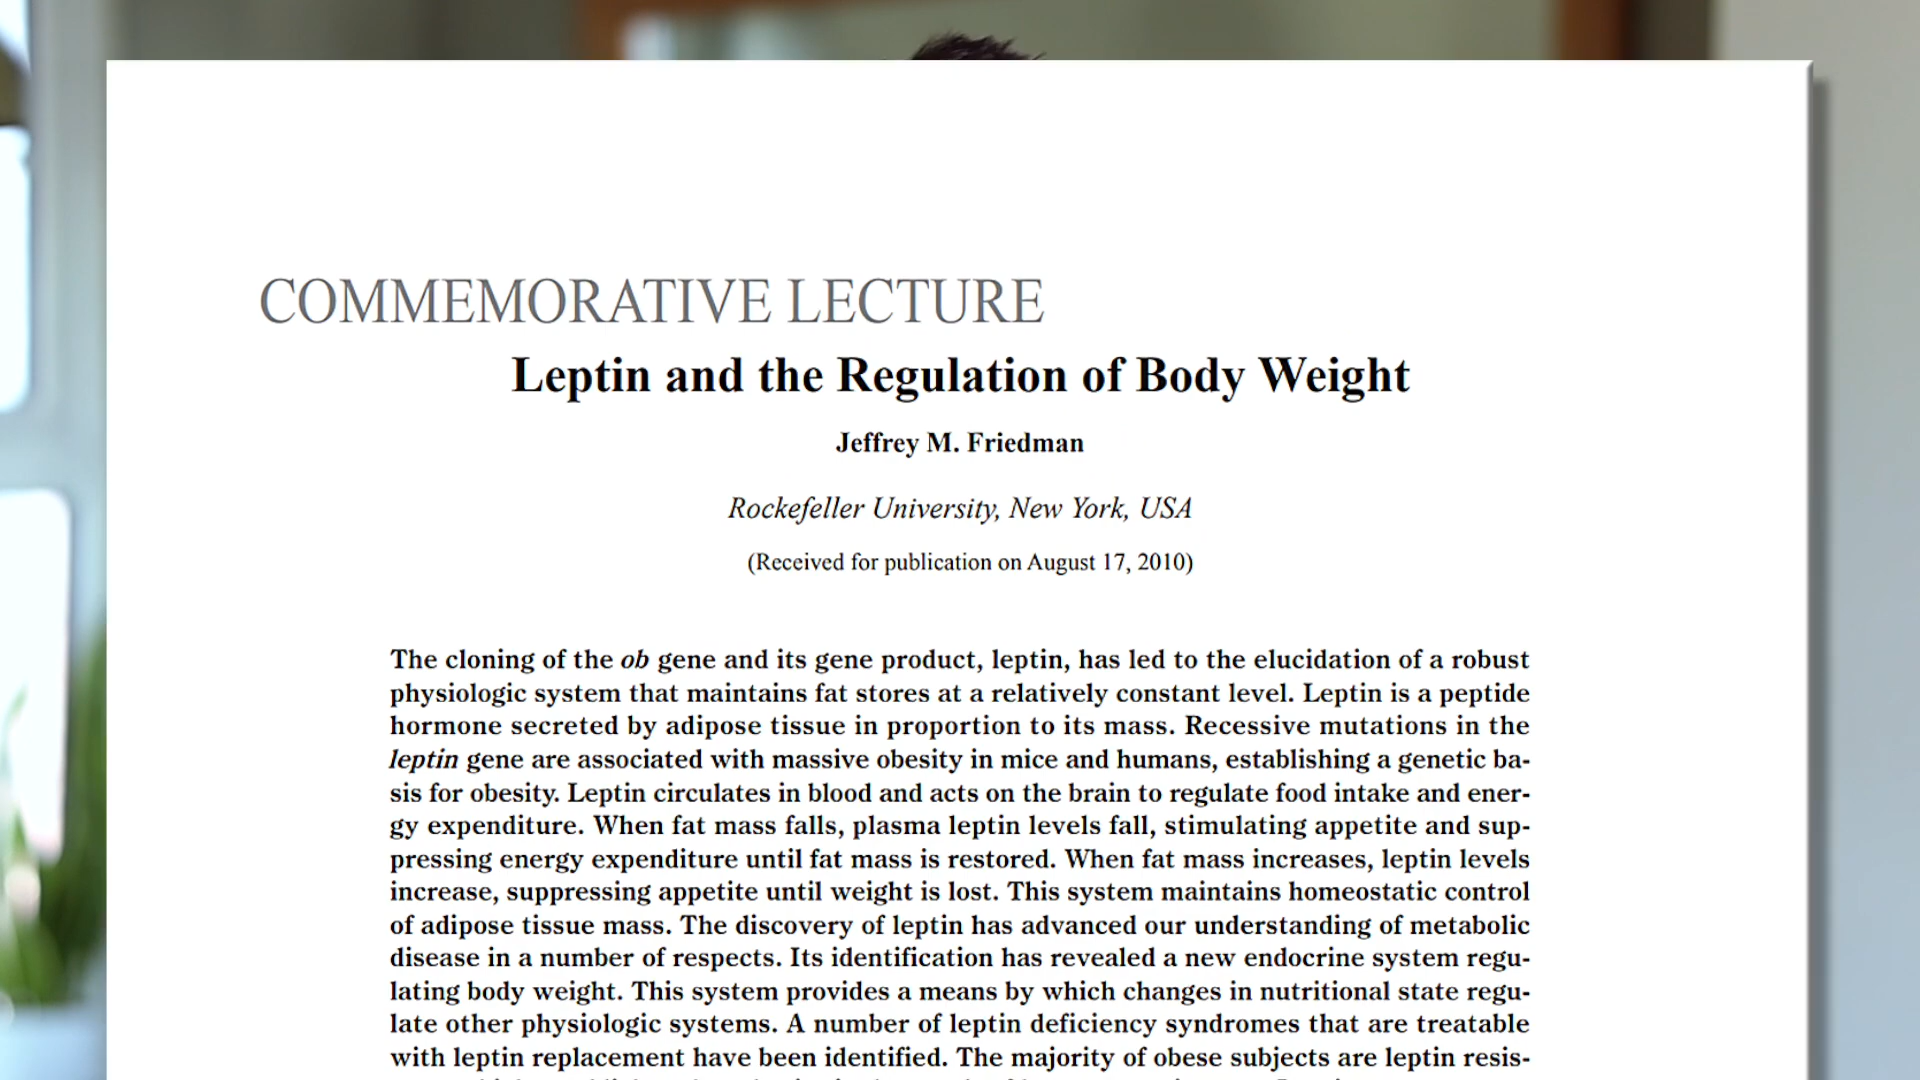 COMMEMORATIVE LECTURE
Leptin and the Regulation of Body Weight
Jeffrey M. Friedman
Rockefeller University, New York, USA
(Received for publication on August 17, 2010)
The cloning of the ob gene and its gene product, leptin, has led to the elucidation of a robust
physiologic system that maintains fat stores at a relatively constant level. Leptin is a peptide
hormone secreted by adipose tissue in proportion to its mass. Recessive mutations in the
leptin gene are associated with massive obesity in mice and humans, establishing a genetic ba-
sis for obesity. Leptin circulates in blood and acts on the brain to regulate food intake and ener-
gy expenditure. When fat mass falls, plasma leptin levels fall, stimulating appetite and sup-
pressing energy expenditure until fat mass is restored. When fat mass increases, leptin levels
increase, suppressing appetite until weight is lost. This system maintains homeostatic control
of adipose tissue mass. The discovery of leptin has advanced our understanding of metabolic
disease in a number of respects. Its identification has revealed a new endocrine system regu-
lating body weight. This system provides a means by which changes in nutritional state regu-
late other physiologic systems. A number of leptin deficiency syndromes that are treatable
with leptin replacement have been identified. The majority of obese subjects are leptin resis-